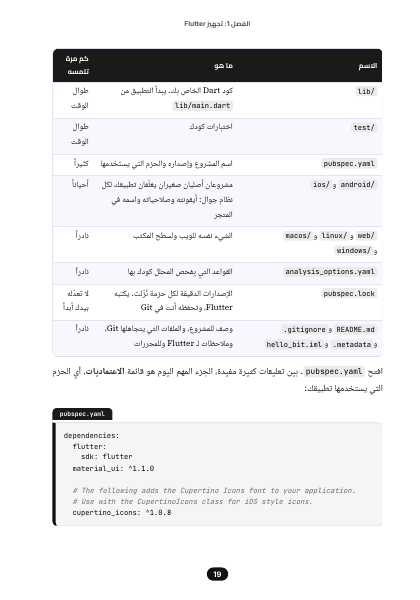 الفصل 1: تجهيز Flutter
الاسم ما هو كم مرة تلمسه
lib/ كود Dart الخاص بك. يبدأ التطبيق من lib/main.dart طوال الوقت
test/ اختبارات كودك طوال الوقت
pubspec.yaml اسم المشروع وإصداره والحزم التي يستخدمها كثيراً
android/ و ios/ مشروعان أصليان صغيران يغلّفان تطبيقك لكل نظام جوال: أيقونته وصلاحياته واسمه في المتجر أحياناً
web/ و linux/ و macos/ و windows/ الشيء نفسه للويب ولسطح المكتب نادراً
analysis_options.yaml القواعد التي يفحص المحلل كودك بها نادراً
pubspec.lock الإصدارات الدقيقة لكل حزمة نُزّلت. يكتبه Flutter، وتحفظه أنت في Git لا تعدّله بيدك أبداً
README.md و .gitignore و .metadata و hello_bit.iml وصف للمشروع، والملفات التي يتجاهلها Git، وملاحظات لـ Flutter وللمحررات نادراً
افتح pubspec.yaml. بين تعليقات كثيرة مفيدة، الجزء المهم اليوم هو قائمة الاعتماديات، أي الحزم
التي يستخدمها تطبيقك:
pubspec.yaml
dependencies:
  flutter:
    sdk: flutter
  material_ui: ^1.1.0
  # The following adds the Cupertino Icons font to your application.
  # Use with the CupertinoIcons class for iOS style icons.
  cupertino_icons: ^1.0.8
19